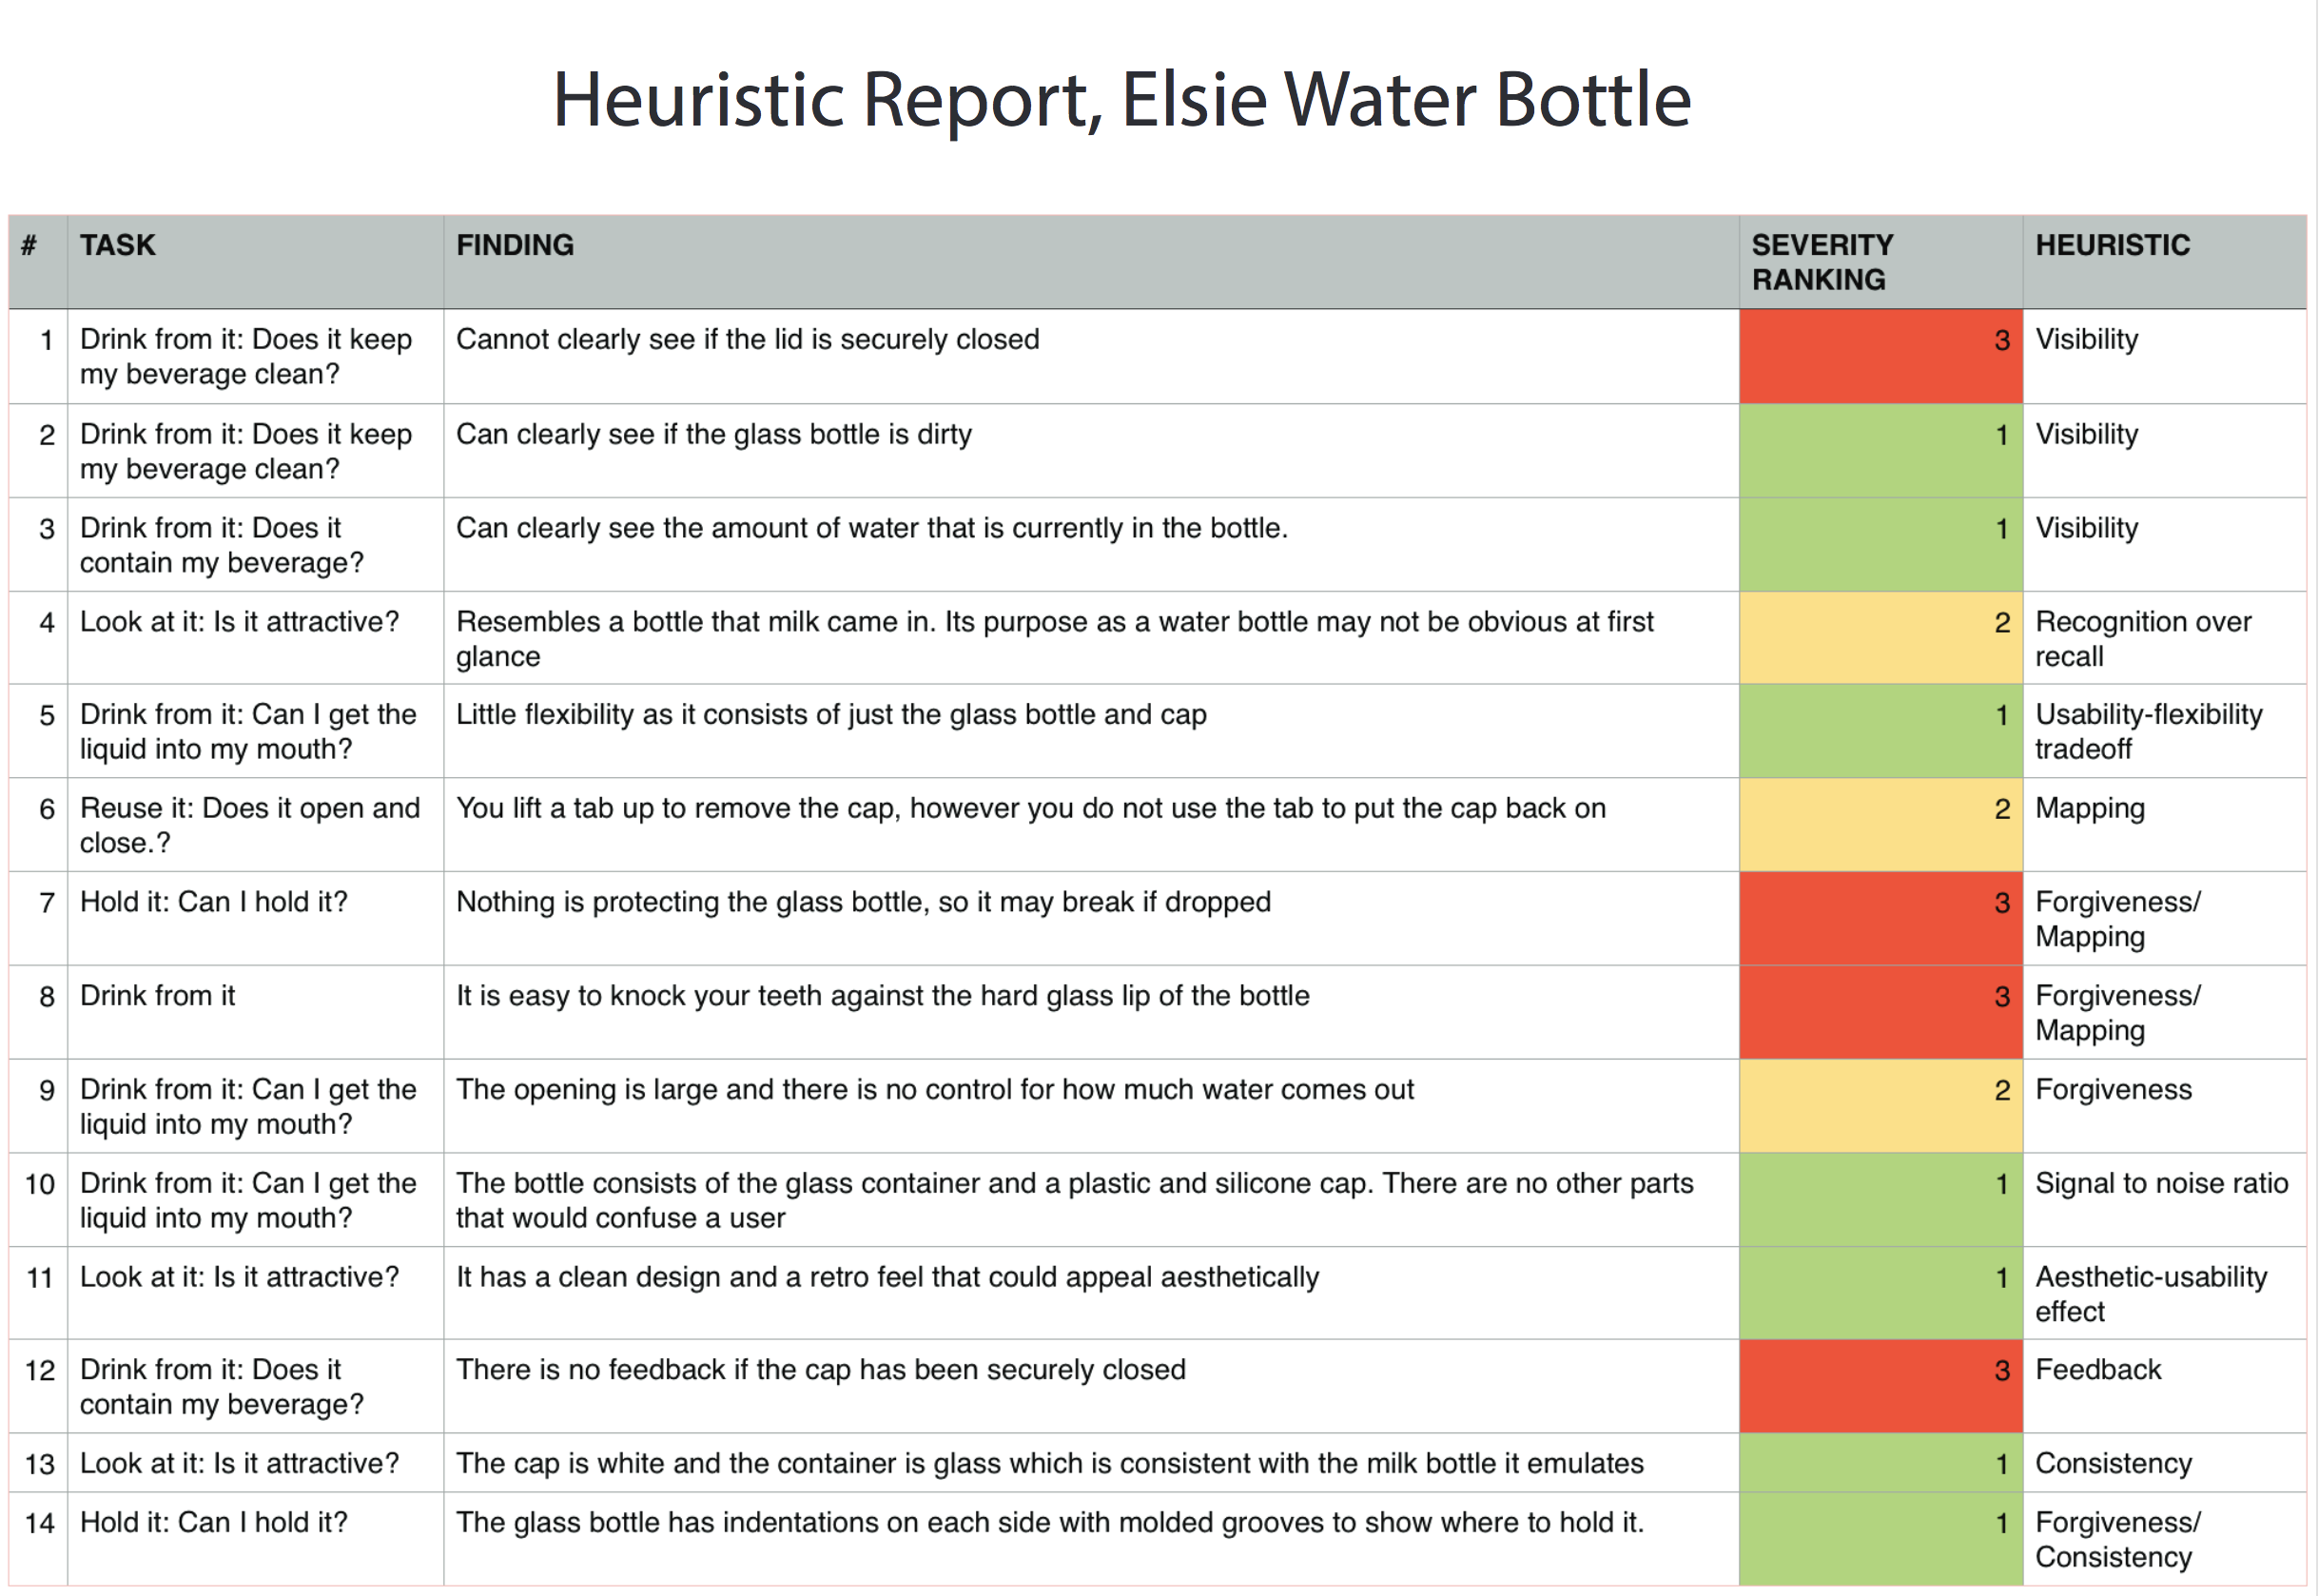 Heuristic Report, Elsie Water Bottle
# TASK FINDING SEVERITY RANKING HEURISTIC
1 Drink from it: Does it keep my beverage clean? Cannot clearly see if the lid is securely closed 3 Visibility
2 Drink from it: Does it keep my beverage clean? Can clearly see if the glass bottle is dirty 1 Visibility
3 Drink from it: Does it contain my beverage? Can clearly see the amount of water that is currently in the bottle. 1 Visibility
4 Look at it: Is it attractive? Resembles a bottle that milk came in. Its purpose as a water bottle may not be obvious at first glance 2 Recognition over recall
5 Drink from it: Can I get the liquid into my mouth? Little flexibility as it consists of just the glass bottle and cap 1 Usability-flexibility tradeoff
6 Reuse it: Does it open and close.? You lift a tab up to remove the cap, however you do not use the tab to put the cap back on 2 Mapping
7 Hold it: Can I hold it? Nothing is protecting the glass bottle, so it may break if dropped 3 Forgiveness/ Mapping
8 Drink from it It is easy to knock your teeth against the hard glass lip of the bottle 3 Forgiveness/ Mapping
9 Drink from it: Can I get the liquid into my mouth? The opening is large and there is no control for how much water comes out 2 Forgiveness
10 Drink from it: Can I get the liquid into my mouth? The bottle consists of the glass container and a plastic and silicone cap. There are no other parts that would confuse a user 1 Signal to noise ratio
11 Look at it: Is it attractive? It has a clean design and a retro feel that could appeal aesthetically 1 Aesthetic-usability effect
12 Drink from it: Does it contain my beverage? There is no feedback if the cap has been securely closed 3 Feedback
13 Look at it: Is it attractive? The cap is white and the container is glass which is consistent with the milk bottle it emulates 1 Consistency
14 Hold it: Can I hold it? The glass bottle has indentations on each side with molded grooves to show where to hold it. 1 Forgiveness/ Consistency